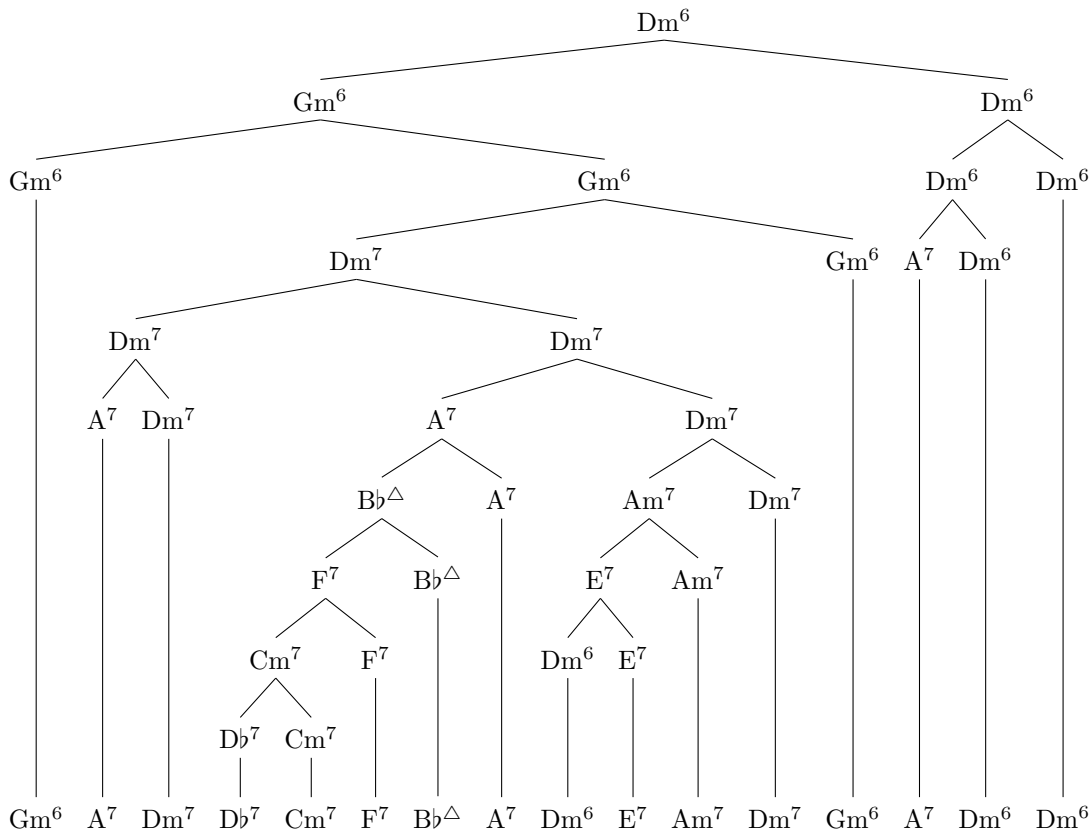 Dm⁶
Gm⁶ Dm⁶
Gm⁶ Gm⁶ Dm⁶ Dm⁶
Dm⁷ Gm⁶ A⁷ Dm⁶
Dm⁷ Dm⁷
A⁷ Dm⁷ A⁷ Dm⁷
B♭△ A⁷ Am⁷ Dm⁷
F⁷ B♭△ E⁷ Am⁷
Cm⁷ F⁷ Dm⁶ E⁷
D♭⁷ Cm⁷
Gm⁶ A⁷ Dm⁷ D♭⁷ Cm⁷ F⁷ B♭△ A⁷ Dm⁶ E⁷ Am⁷ Dm⁷ Gm⁶ A⁷ Dm⁶ Dm⁶